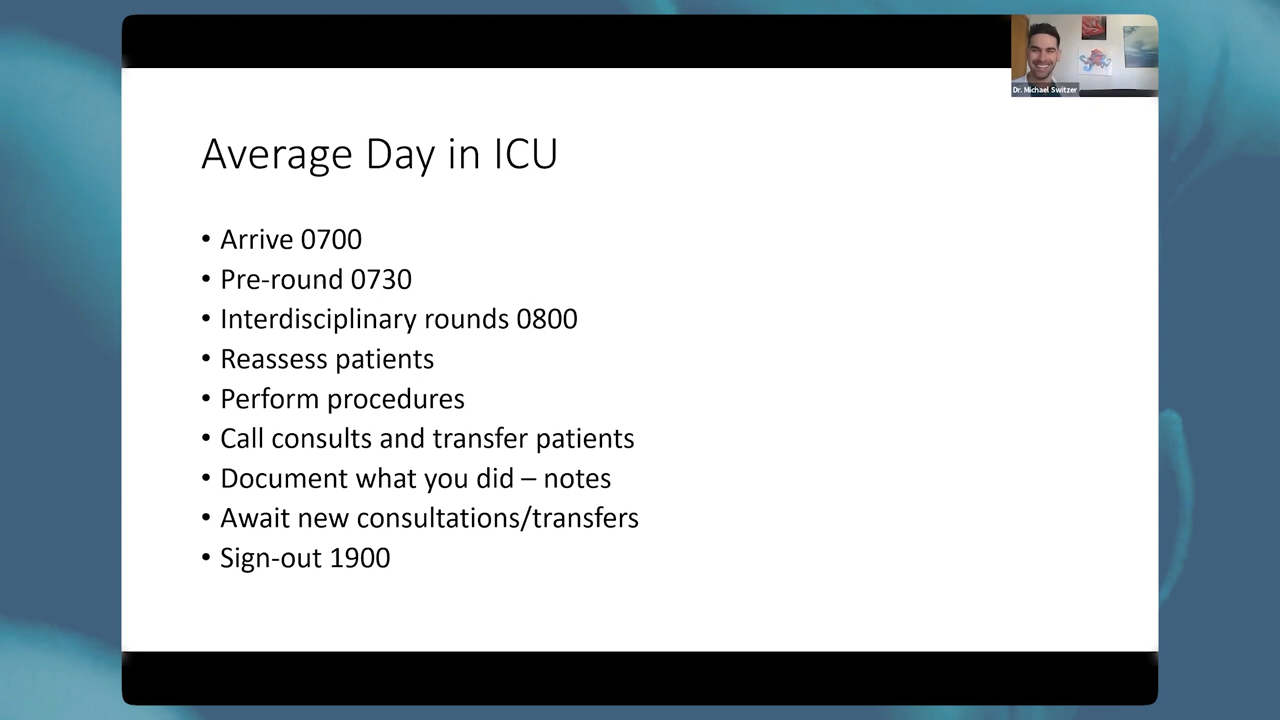 Dr. Michael Switzer
Average Day in ICU
• Arrive 0700
• Pre-round 0730
• Interdisciplinary rounds 0800
• Reassess patients
• Perform procedures
• Call consults and transfer patients
• Document what you did – notes
• Await new consultations/transfers
• Sign-out 1900